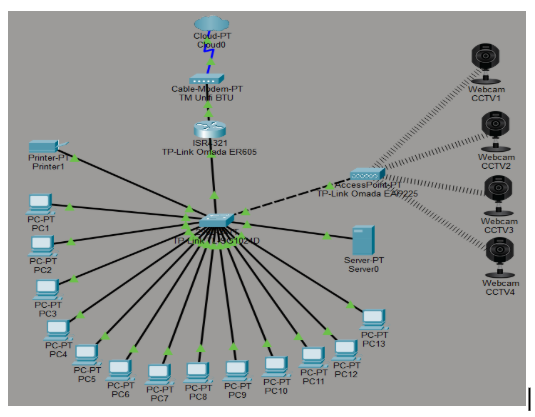 Cloud-PT
Cloud0
Cable-Modem-PT
TM Unifi BTU
ISR4321
TP-Link Omada ER605
Printer-PT
Printer1
AccessPoint-PT
TP-Link Omada EAP225
Webcam
CCTV1
Webcam
CCTV2
Webcam
CCTV3
Webcam
CCTV4
TP-Link
Server-PT
Server0
PC-PT
PC1
PC-PT
PC2
PC-PT
PC3
PC-PT
PC4
PC-PT
PC5
PC-PT
PC6
PC-PT
PC7
PC-PT
PC8
PC-PT
PC9
PC-PT
PC10
PC-PT
PC11
PC-PT
PC12
PC-PT
PC13